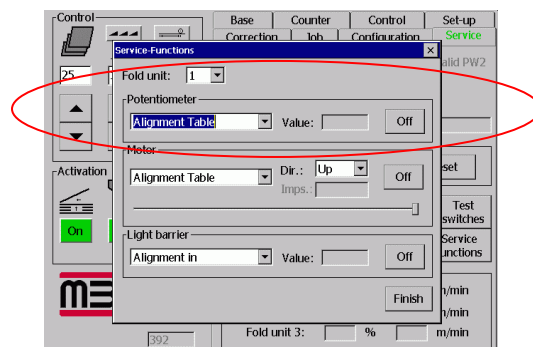 Control
Base Counter Control Set-up
Correction Job Configuration Service
Service-Functions
alid PW2
25
Fold unit: 1
Potentiometer
Alignment Table Value: Off
Motor
Alignment Table Dir.: Up Off
Imps.:
Activation
set
Test
switches
On
Light barrier
Service
unctions
Alignment in Value: Off
Finish
n/min
m/min
Fold unit 3: % m/min
392